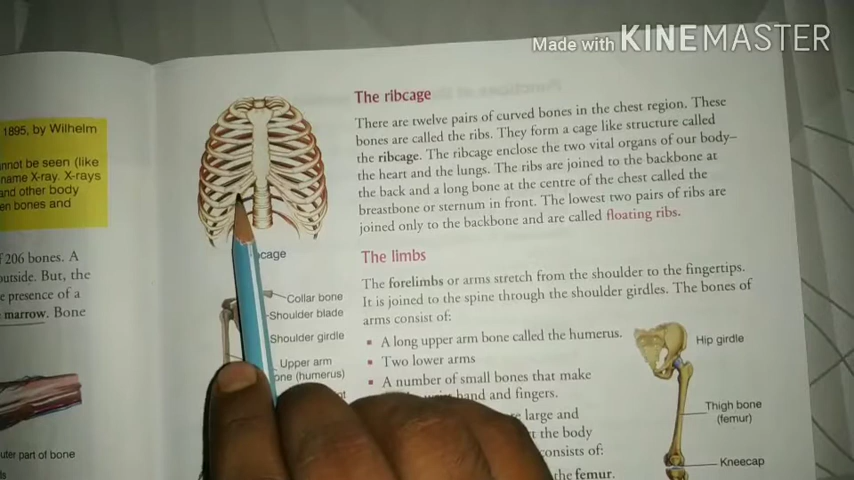 Made with KINEMASTER
1895, by Wilhelm
annot be seen (like
name X-ray. X-rays
and other body
bones and
of 206 bones. A
outside. But, the
presence of a
marrow. Bone
outer part of bone
The ribcage
There are twelve pairs of curved bones in the chest region. These
bones are called the ribs. They form a cage like structure called
the ribcage. The ribcage enclose the two vital organs of our body–
the heart and the lungs. The ribs are joined to the backbone at
the back and a long bone at the centre of the chest called the
breastbone or sternum in front. The lowest two pairs of ribs are
joined only to the backbone and are called floating ribs.
The limbs
The forelimbs or arms stretch from the shoulder to the fingertips.
It is joined to the spine through the shoulder girdles. The bones of
arms consist of:
▪ A long upper arm bone called the humerus.
▪ Two lower arms
▪ A number of small bones that make
hand and fingers.
large and
the body
consists of:
the femur.
Collar bone
Shoulder blade
Shoulder girdle
Upper arm
bone (humerus)
Hip girdle
Thigh bone
(femur)
Kneecap